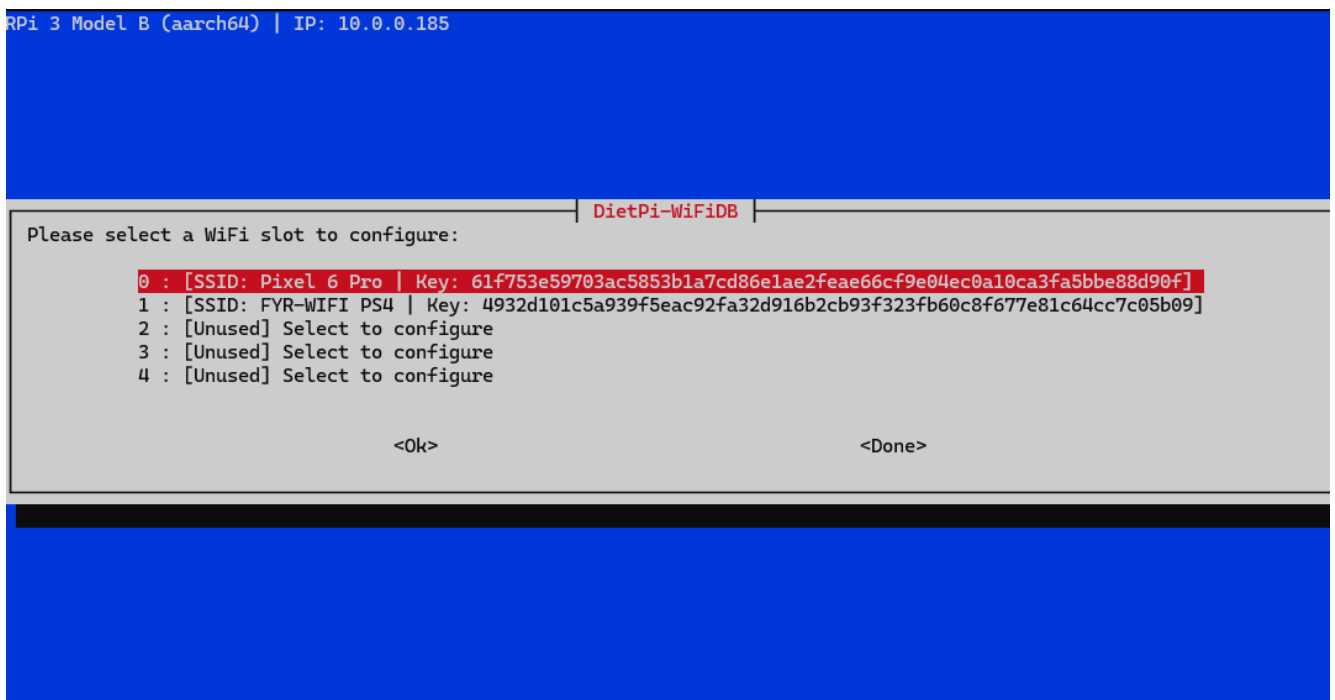 RPi 3 Model B (aarch64) | IP: 10.0.0.185
DietPi-WiFiDB
Please select a WiFi slot to configure:
0 : [SSID: Pixel 6 Pro | Key: 61f753e59703ac5853b1a7cd86e1ae2feae66cf9e04ec0a10ca3fa5bbe88d90f]
1 : [SSID: FYR-WIFI PS4 | Key: 4932d101c5a939f5eac92fa32d916b2cb93f323fb60c8f677e81c64cc7c05b09]
2 : [Unused] Select to configure
3 : [Unused] Select to configure
4 : [Unused] Select to configure
<Ok> <Done>